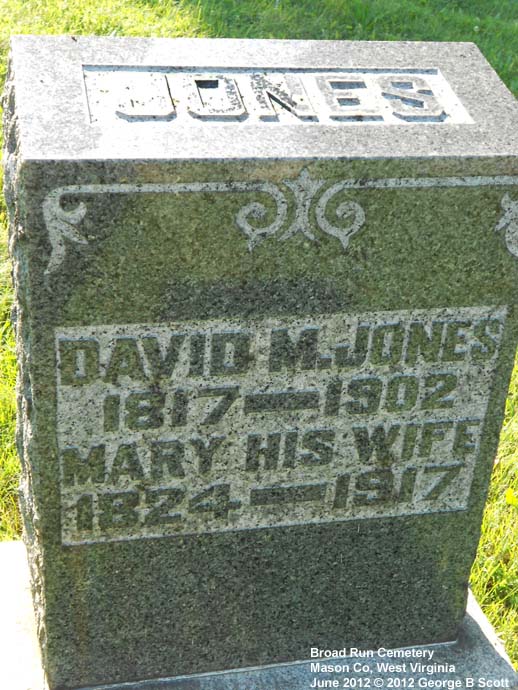 JONES
DAVID M. JONES
1817—1902
MARY HIS WIFE
1824—1917
Broad Run Cemetery
Mason Co, West Virginia
June 2012 © 2012 George B Scott